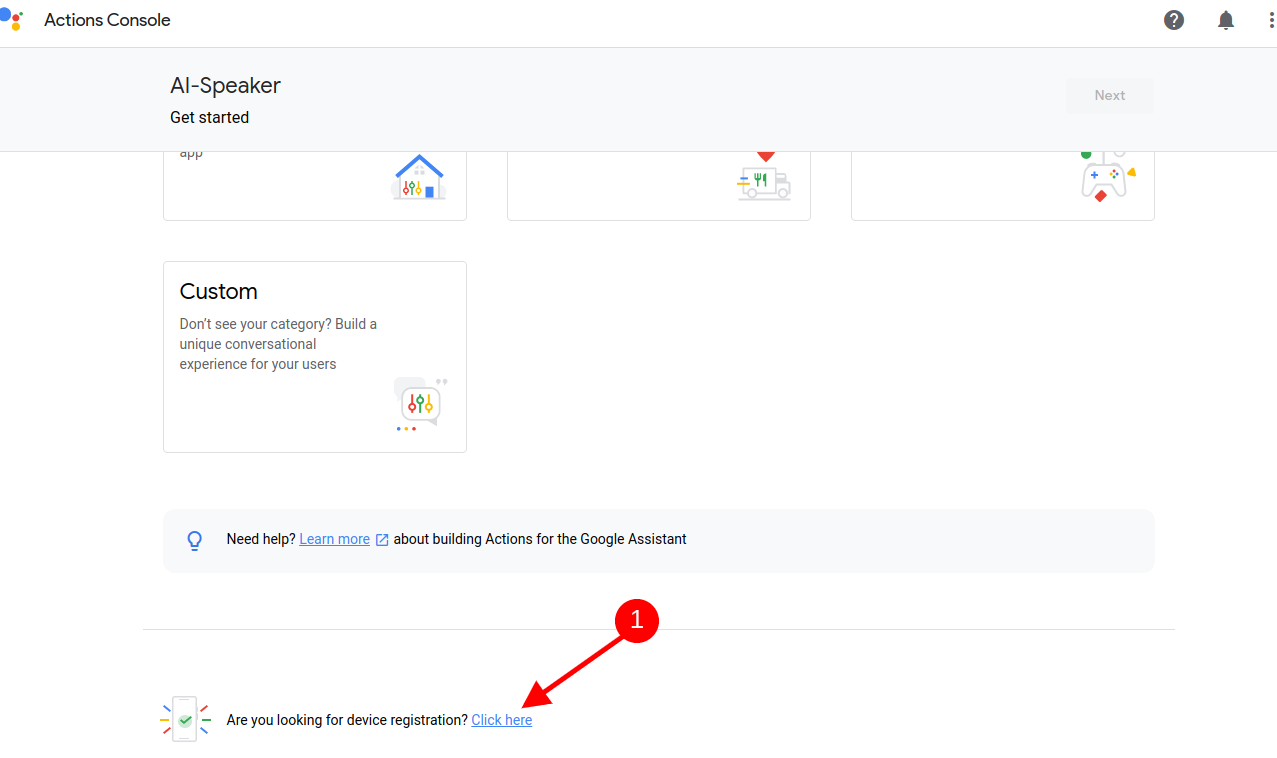 Actions Console
AI-Speaker
Get started
Next
app
Custom
Don’t see your category? Build a
unique conversational
experience for your users
Need help? Learn more about building Actions for the Google Assistant
1
Are you looking for device registration? Click here